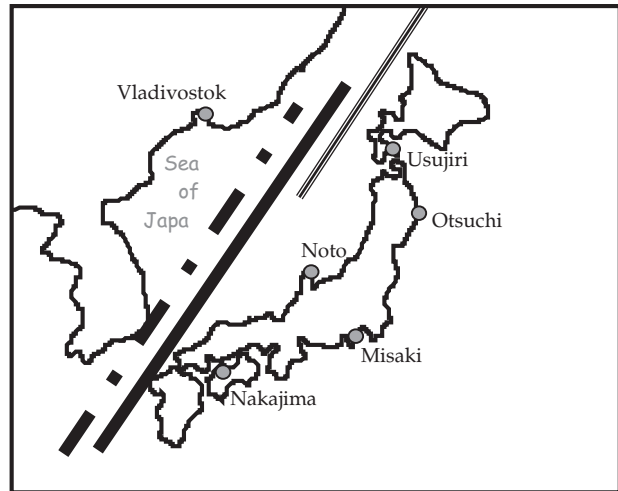 Vladivostok
Usujiri
Sea
of
Japa
Otsuchi
Noto
Misaki
Nakajima